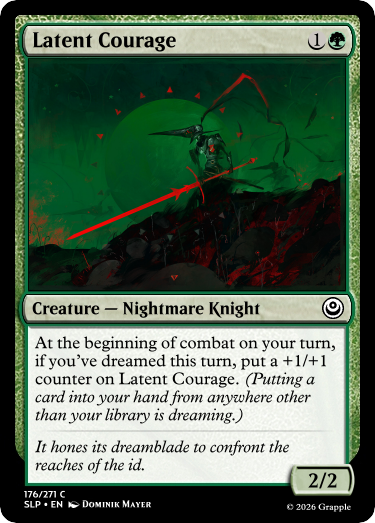 Latent Courage 1
Creature — Nightmare Knight
At the beginning of combat on your turn,
if you've dreamed this turn, put a +1/+1
counter on Latent Courage. (Putting a
card into your hand from anywhere other
than your library is dreaming.)
It hones its dreamblade to confront the
reaches of the id.
2/2
176/271 C
SLP • EN Dominik Mayer
© 2026 Grapple